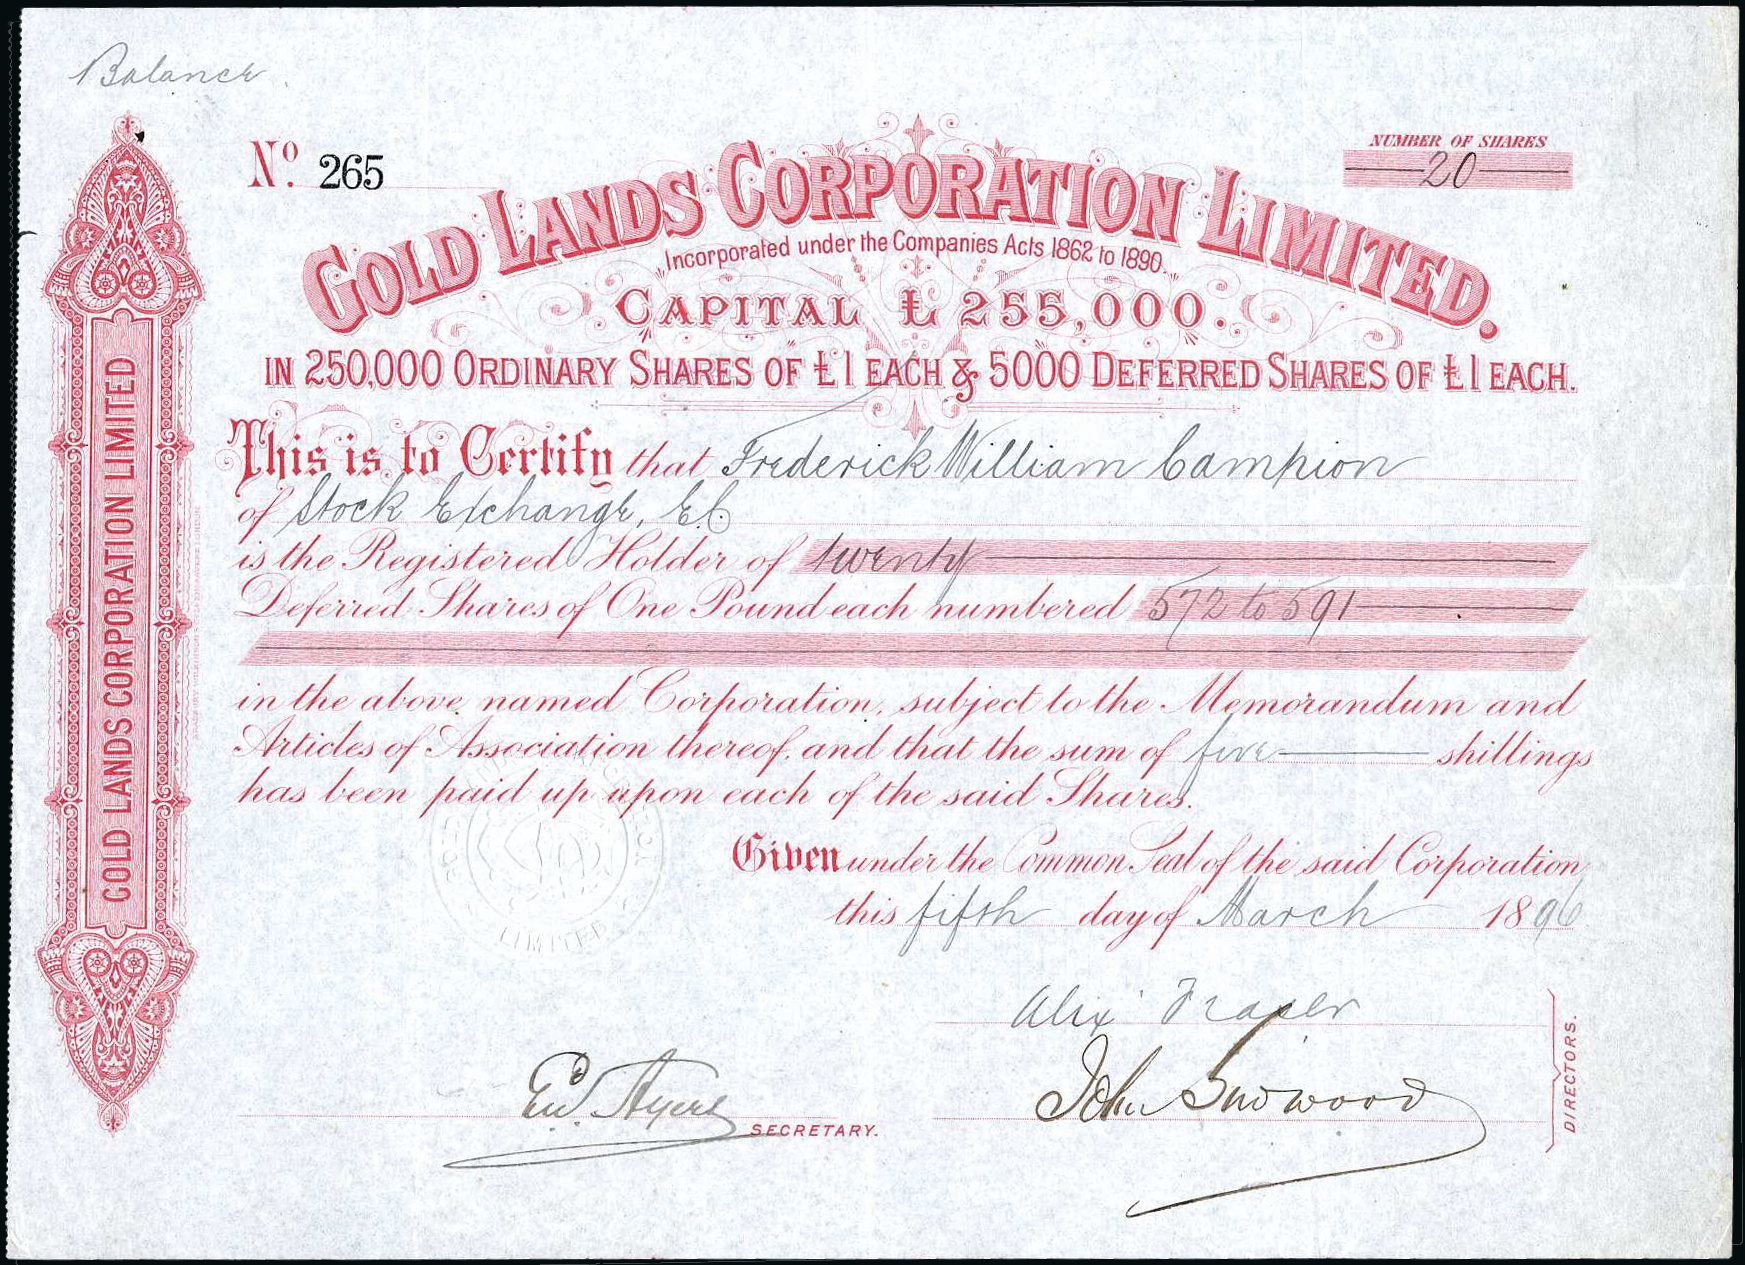 Balance
No. 265
NUMBER OF SHARES
20
GOLD LANDS CORPORATION LIMITED.
Incorporated under the Companies Acts 1862 to 1890.
CAPITAL £255,000.
IN 250,000 ORDINARY SHARES OF £1 EACH & 5000 DEFERRED SHARES OF £1 EACH.
This is to Certify that Frederick William Campion
of Stock Exchange, E.C.
is the Registered Holder of twenty
Deferred Shares of One Pound each numbered 572 to 591
in the above named Corporation, subject to the Memorandum and
Articles of Association thereof, and that the sum of five shillings
has been paid up upon each of the said Shares.
Given under the Common Seal of the said Corporation
this fifth day of March 1896
Alex Fraser
John
SECRETARY.
DIRECTORS.
GOLD LANDS CORPORATION LIMITED
LIMITED